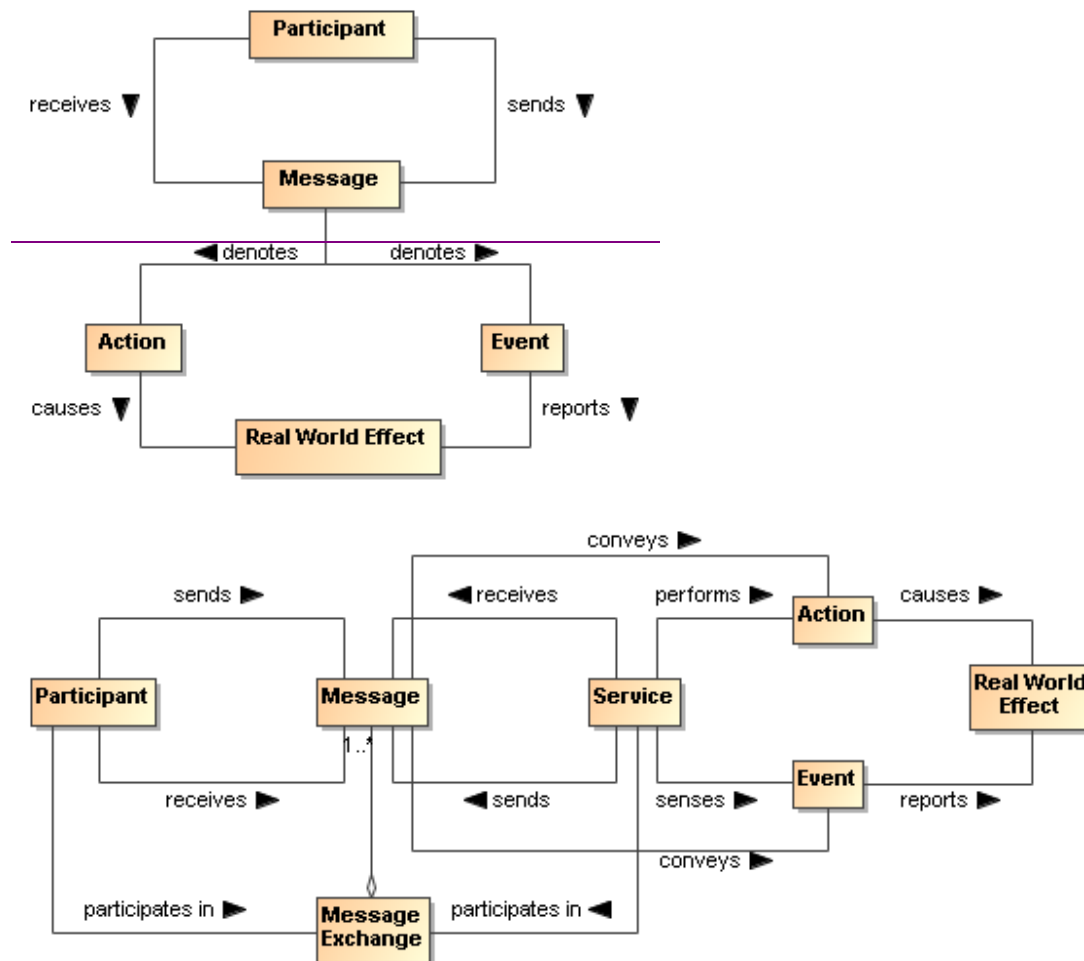 Participant
receives
sends
Message
denotes
denotes
Action
Event
causes
reports
Real World Effect
conveys
sends
receives
performs
Action
causes
Participant
Message
Service
Real World
Effect
1..*
Event
receives
sends
senses
reports
conveys
participates in
Message
Exchange
participates in